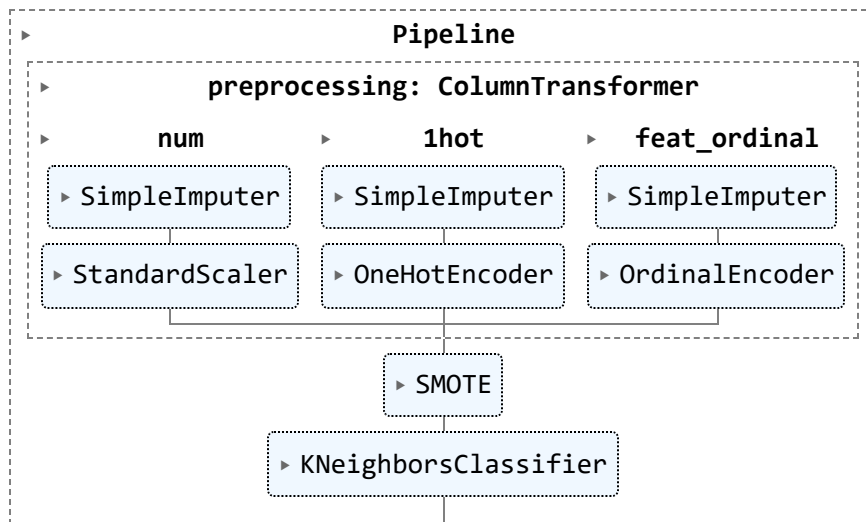 Pipeline
preprocessing: ColumnTransformer
num 1hot feat_ordinal
SimpleImputer SimpleImputer SimpleImputer
StandardScaler OneHotEncoder OrdinalEncoder
SMOTE
KNeighborsClassifier